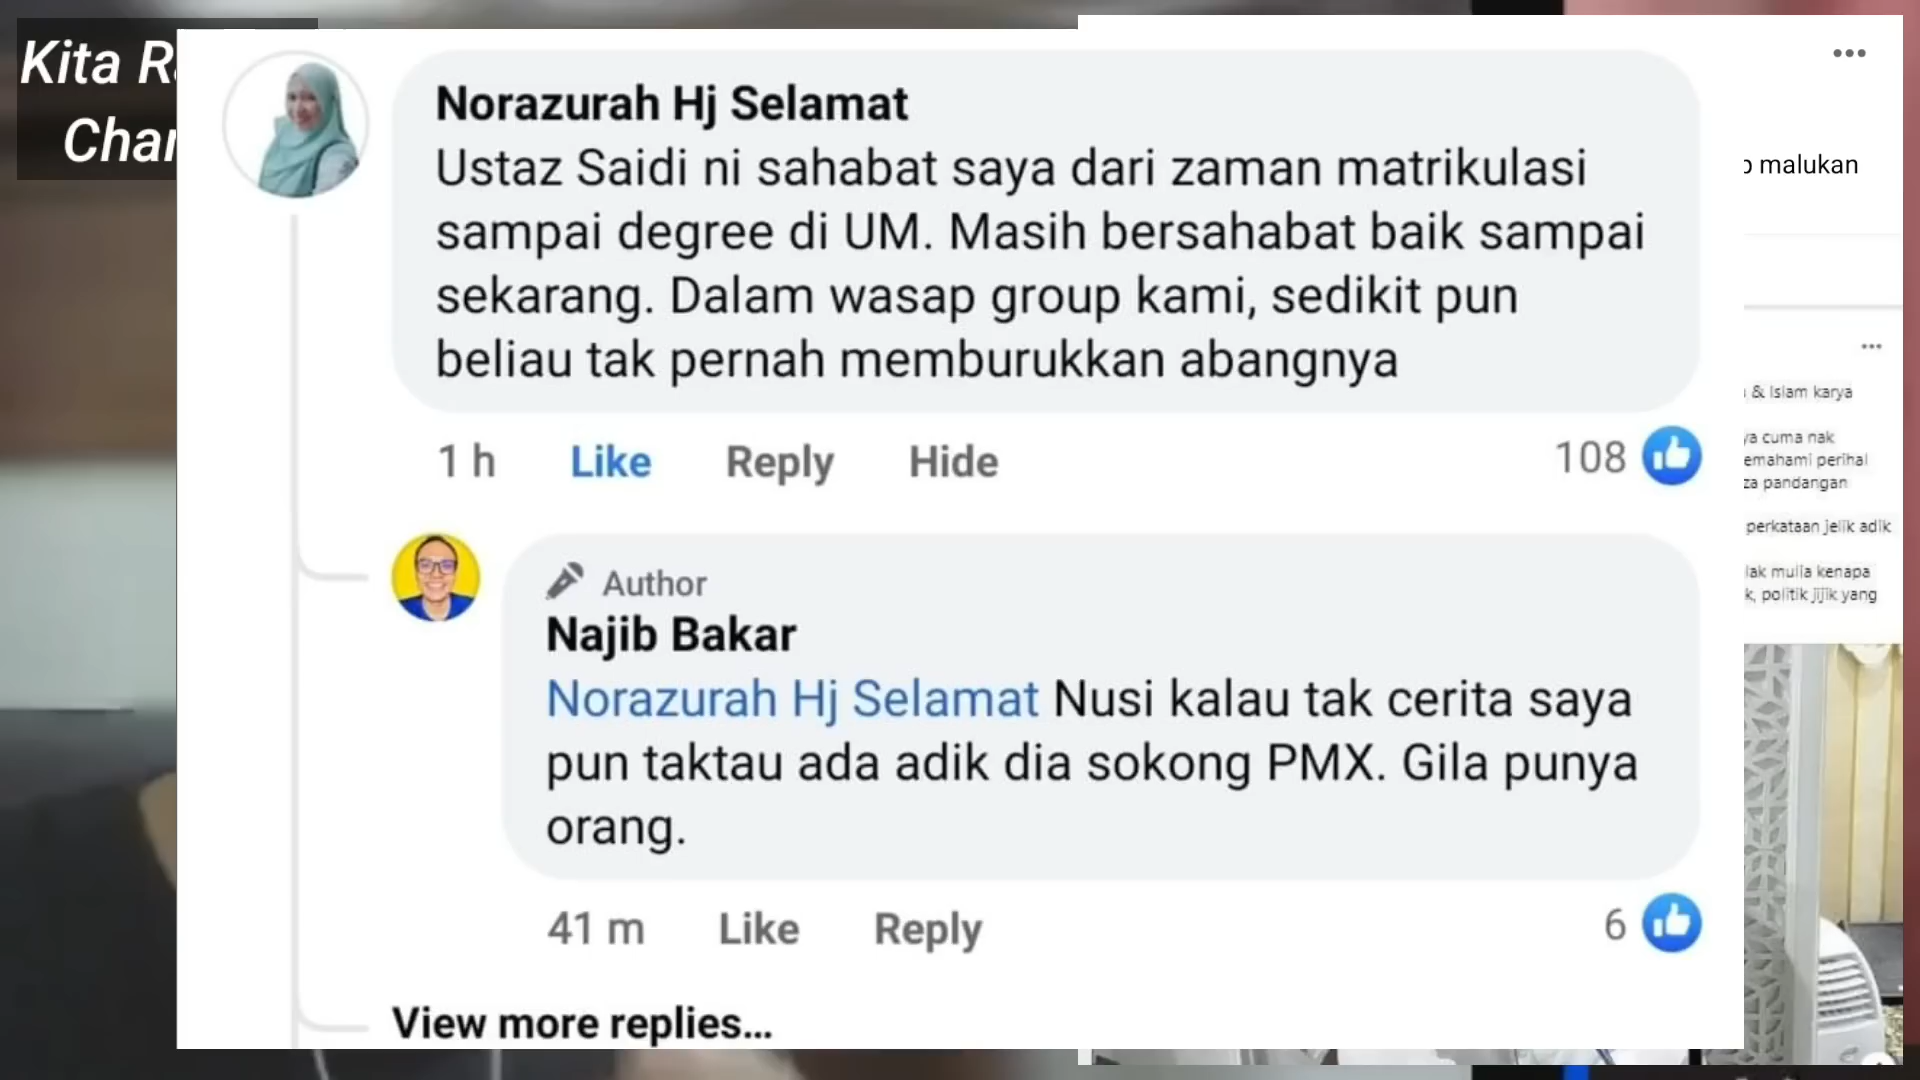 Kita
Norazurah Hj Selamat
Ustaz Saidi ni sahabat saya dari zaman matrikulasi
sampai degree di UM. Masih bersahabat baik sampai
sekarang. Dalam wasap group kami, sedikit pun
beliau tak pernah memburukkan abangnya
1 h Like Reply Hide 108
Author
Najib Bakar
Norazurah Hj Selamat Nusi kalau tak cerita saya
pun taktau ada adik dia sokong PMX. Gila punya
orang.
41 m Like Reply 6
View more replies...
malukan
& Islam karya
cuma nak
perihal
pandangan
perkataan jelik adik
mulia kenapa
politik jijik yang